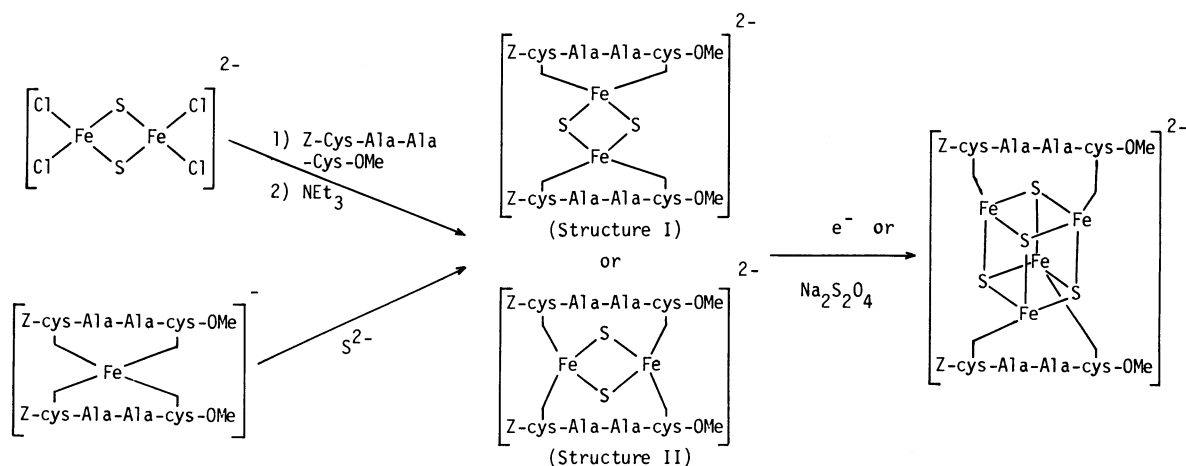 2-
Cl
S
Cl
Fe
Fe
Cl
S
Cl
1) Z-Cys-Ala-Ala
-Cys-OMe
2) NEt3
-
Z-cys-Ala-Ala-cys-OMe
Fe
Z-cys-Ala-Ala-cys-OMe
S2-
2-
Z-cys-Ala-Ala-cys-OMe
Fe
S
S
Fe
Z-cys-Ala-Ala-cys-OMe
(Structure I)
or
2-
Z-cys-Ala-Ala-cys-OMe
S
Fe
Fe
S
Z-cys-Ala-Ala-cys-OMe
(Structure II)
e- or
Na2S2O4
2-
Z-cys-Ala-Ala-cys-OMe
S
Fe
Fe
S
Fe
S
S
Fe
Z-cys-Ala-Ala-cys-OMe